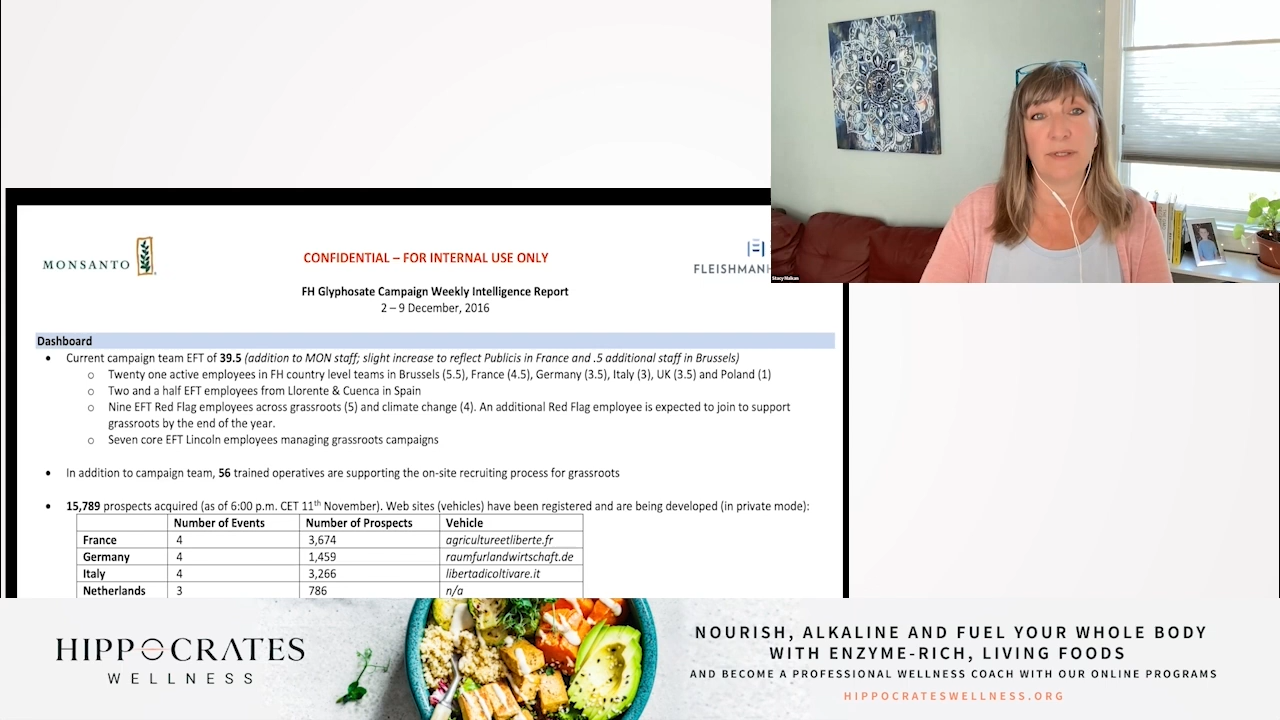 MONSANTO
CONFIDENTIAL – FOR INTERNAL USE ONLY
FLEISHMANH
FH Glyphosate Campaign Weekly Intelligence Report
2 – 9 December, 2016
Dashboard
• Current campaign team EFT of 39.5 (addition to MON staff; slight increase to reflect Publicis in France and .5 additional staff in Brussels)
o Twenty one active employees in FH country level teams in Brussels (5.5), France (4.5), Germany (3.5), Italy (3), UK (3.5) and Poland (1)
o Two and a half EFT employees from Llorente & Cuenca in Spain
o Nine EFT Red Flag employees across grassroots (5) and climate change (4). An additional Red Flag employee is expected to join to support
grassroots by the end of the year.
o Seven core EFT Lincoln employees managing grassroots campaigns
• In addition to campaign team, 56 trained operatives are supporting the on-site recruiting process for grassroots
• 15,789 prospects acquired (as of 6:00 p.m. CET 11th November). Web sites (vehicles) have been registered and are being developed (in private mode):
Number of Events Number of Prospects Vehicle
France 4 3,674 agricultureetliberte.fr
Germany 4 1,459 raumfurlandwirtschaft.de
Italy 4 3,266 libertadicoltivare.it
Netherlands 3 786 n/a
Stacy Malkan
HIPPOCRATES
WELLNESS
NOURISH, ALKALINE AND FUEL YOUR WHOLE BODY
WITH ENZYME-RICH, LIVING FOODS
AND BECOME A PROFESSIONAL WELLNESS COACH WITH OUR ONLINE PROGRAMS
HIPPOCRATESWELLNESS.ORG